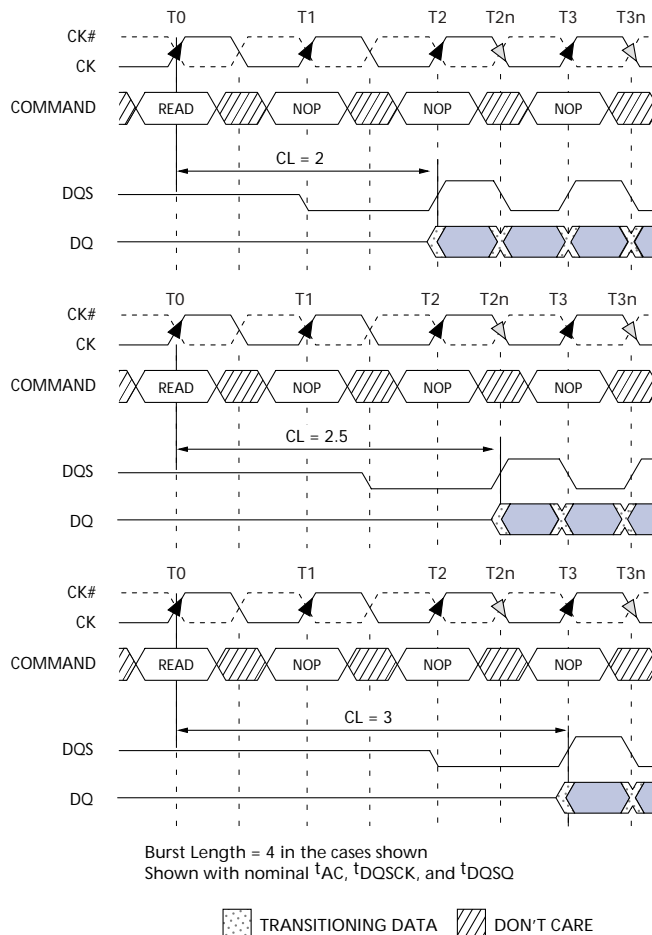 T0 T1 T2 T2n T3 T3n
CK#
CK
COMMAND READ NOP NOP NOP
CL = 2
DQS
DQ
T0 T1 T2 T2n T3 T3n
CK#
CK
COMMAND READ NOP NOP NOP
CL = 2.5
DQS
DQ
T0 T1 T2 T2n T3 T3n
CK#
CK
COMMAND READ NOP NOP NOP
CL = 3
DQS
DQ
Burst Length = 4 in the cases shown
Shown with nominal tAC, tDQSCK, and tDQSQ
TRANSITIONING DATA DON'T CARE